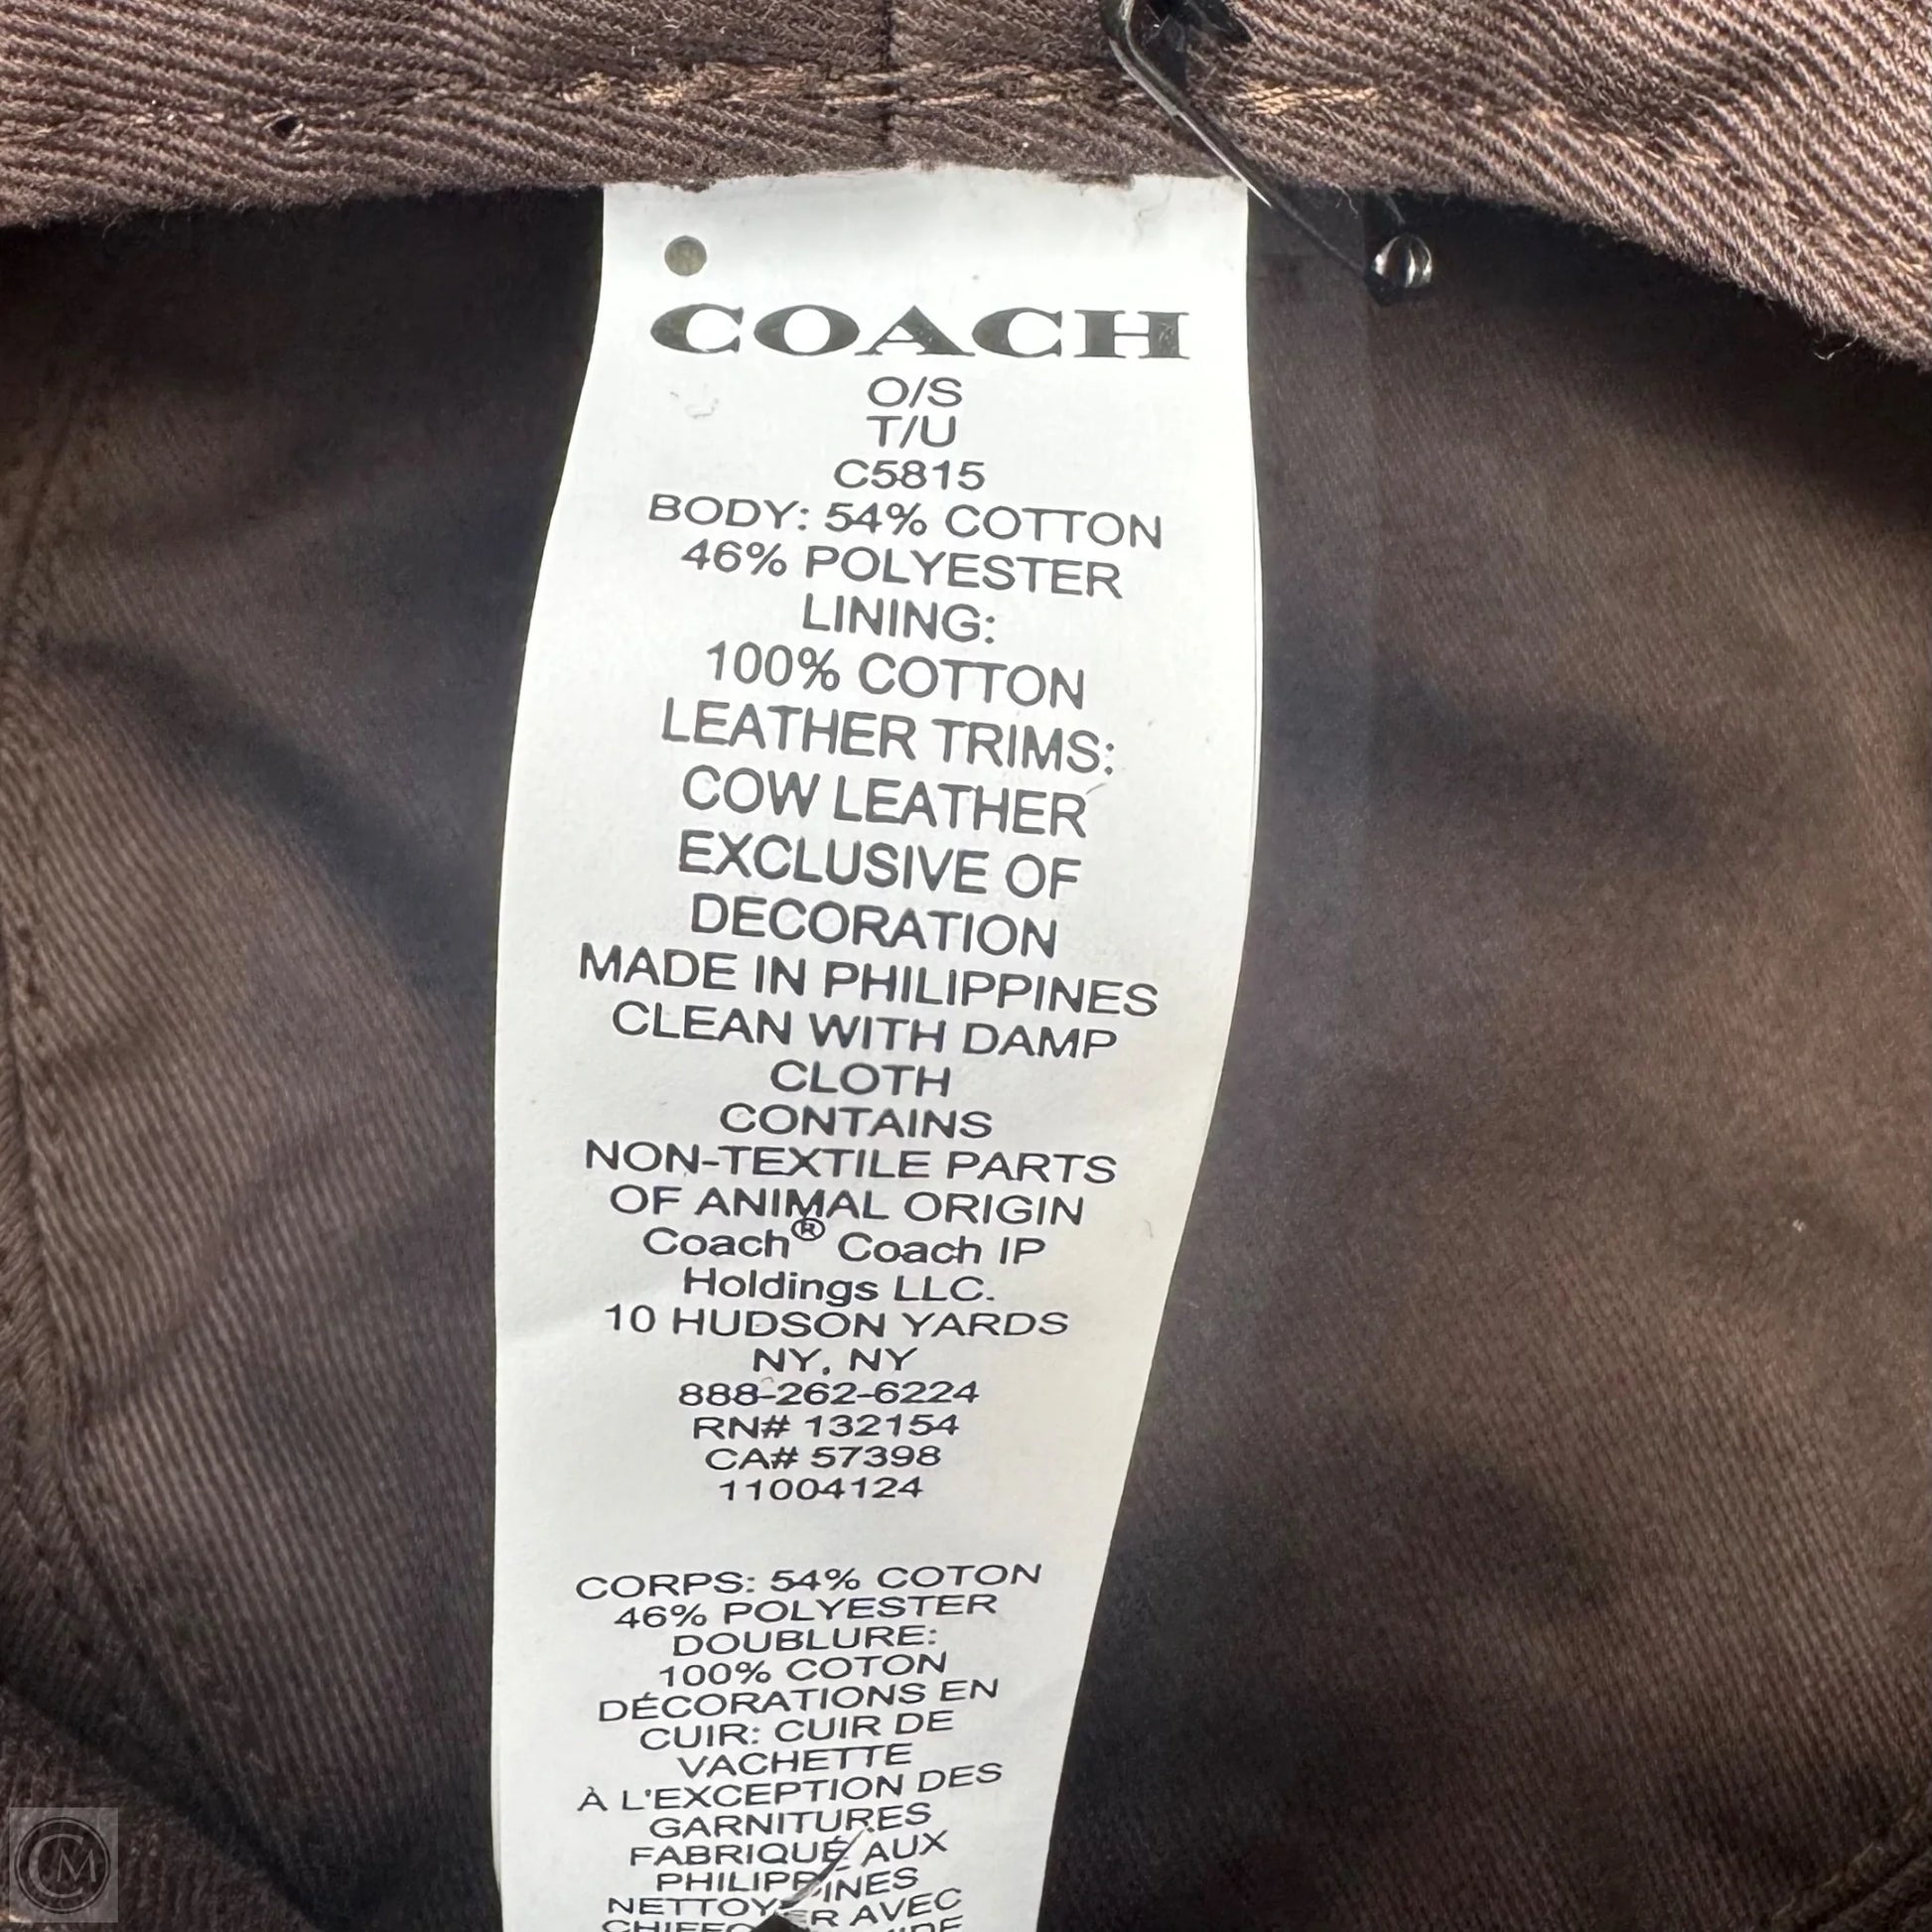 COACH
O/S
T/U
C5815
BODY: 54% COTTON
46% POLYESTER
LINING:
100% COTTON
LEATHER TRIMS:
COW LEATHER
EXCLUSIVE OF
DECORATION
MADE IN PHILIPPINES
CLEAN WITH DAMP
CLOTH
CONTAINS
NON-TEXTILE PARTS
OF ANIMAL ORIGIN
Coach® Coach IP
Holdings LLC.
10 HUDSON YARDS
NY, NY
888-262-6224
RN# 132154
CA# 57398
11004124
CORPS: 54% COTON
46% POLYESTER
DOUBLURE:
100% COTON
DÉCORATIONS EN
CUIR: CUIR DE
VACHETTE
À L'EXCEPTION DES
GARNITURES
FABRIQUÉ AUX
PHILIPPINES
NETTOYER AVEC
CM